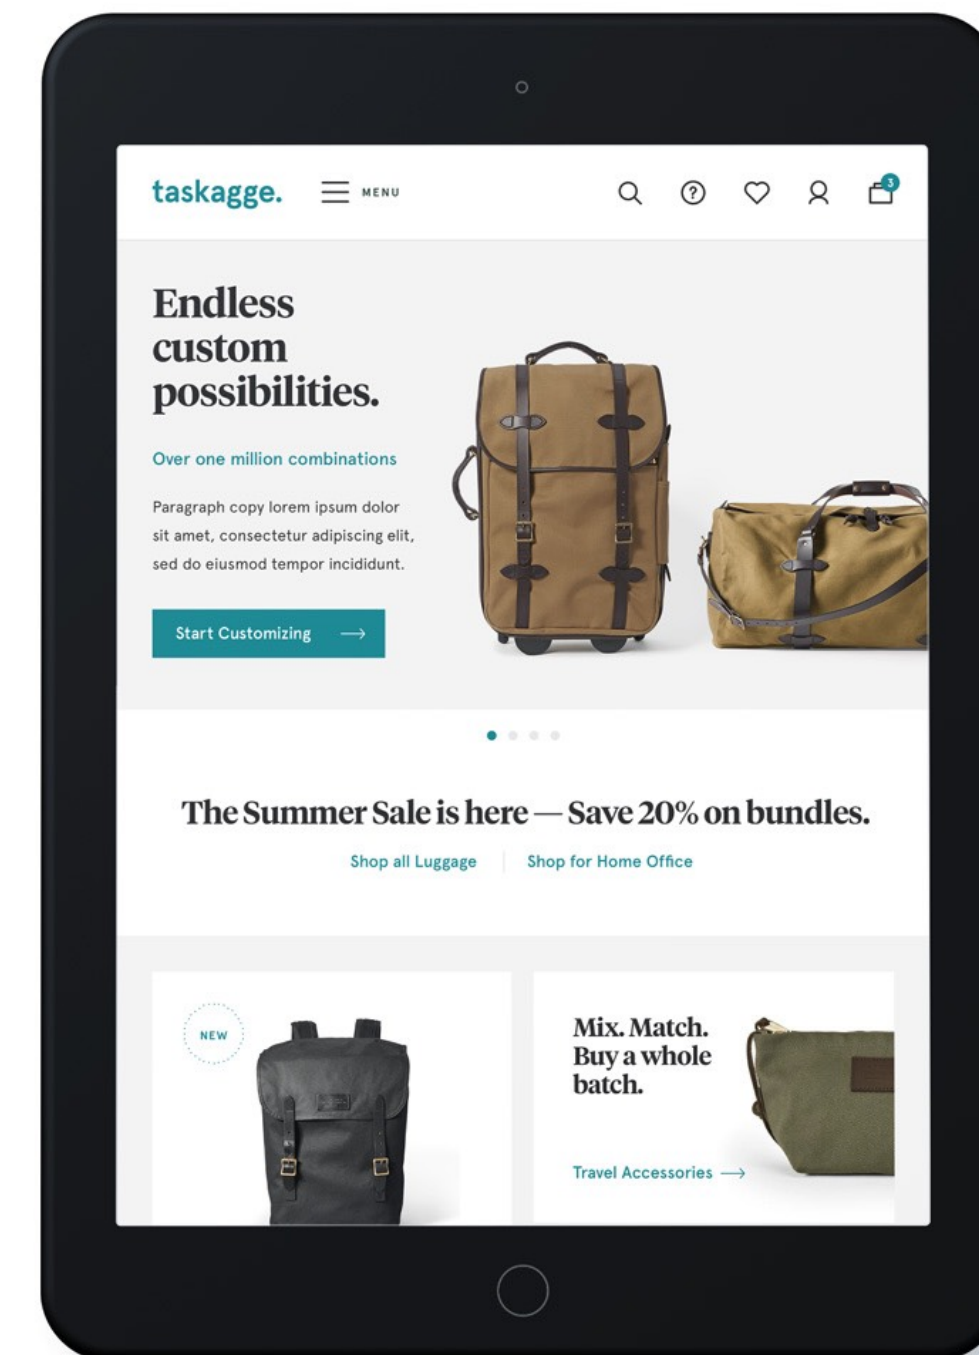 taskagge.
MENU
3
Endless
custom
possibilities.
Over one million combinations
Paragraph copy lorem ipsum dolor
sit amet, consectetur adipiscing elit,
sed do eiusmod tempor incididunt.
Start Customizing
The Summer Sale is here — Save 20% on bundles.
Shop all Luggage
Shop for Home Office
NEW
Mix. Match.
Buy a whole
batch.
Travel Accessories